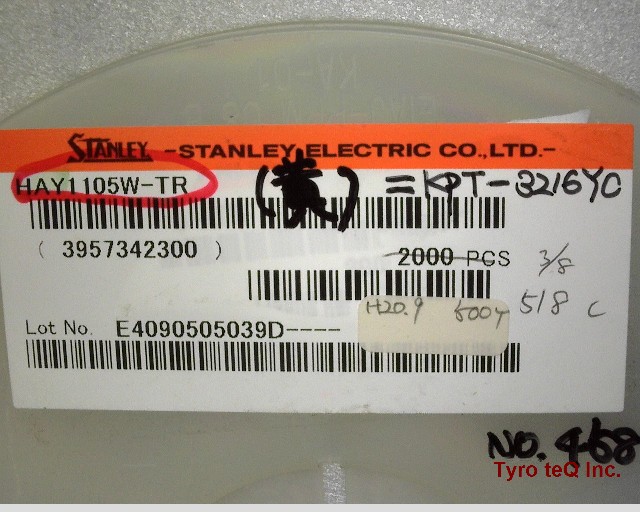 STANLEY -STANLEY ELECTRIC CO.,LTD.-
HAY1105W-TR (黄) =KPT-3216YC
( 3957342300 ) 2000 PCS 3/8
H20.9 500Y 518 C
Lot No. E4090505039D----
NO. 468
Tyro teQ Inc.